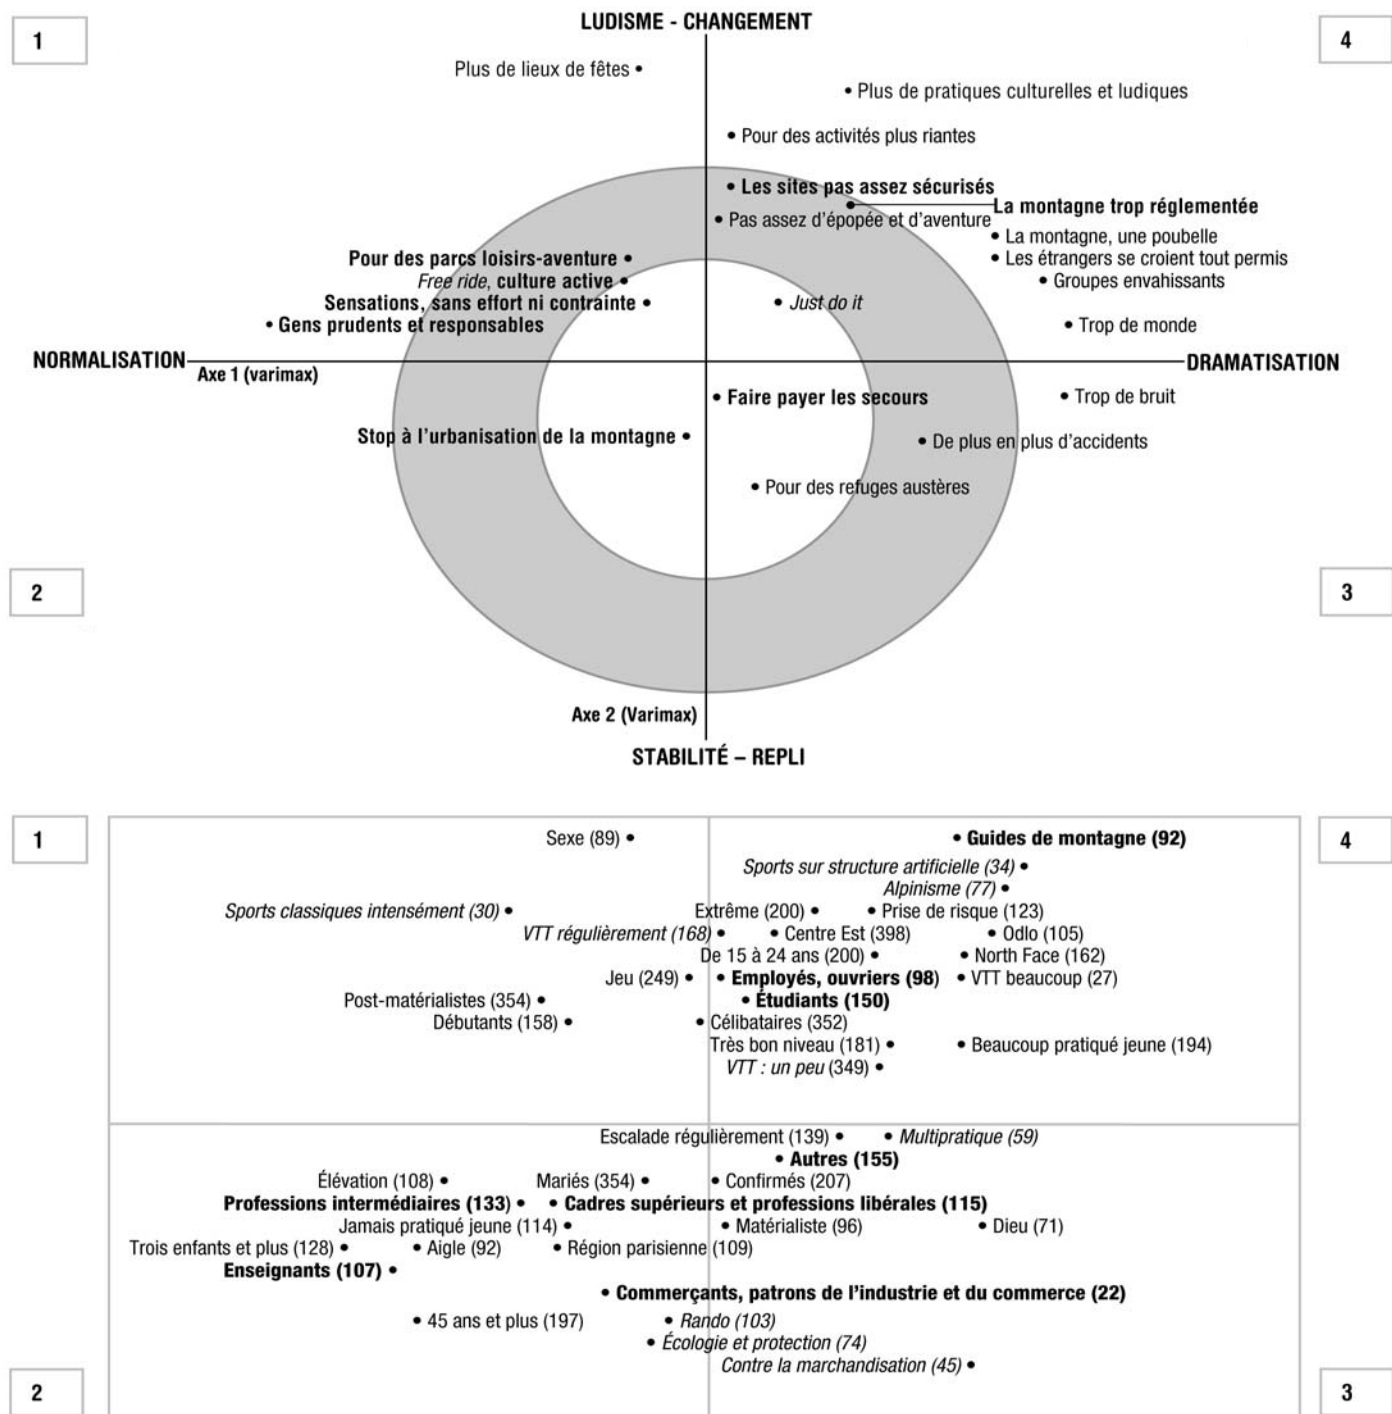 LUDISME - CHANGEMENT
1
4
Plus de lieux de fêtes
Plus de pratiques culturelles et ludiques
Pour des activités plus riantes
Les sites pas assez sécurisés
La montagne trop réglementée
Pas assez d'épopée et d'aventure
La montagne, une poubelle
Pour des parcs loisirs-aventure
Les étrangers se croient tout permis
Free ride, culture active
Groupes envahissants
Sensations, sans effort ni contrainte
Just do it
Gens prudents et responsables
Trop de monde
NORMALISATION
DRAMATISATION
Axe 1 (varimax)
Faire payer les secours
Trop de bruit
Stop à l'urbanisation de la montagne
De plus en plus d'accidents
Pour des refuges austères
2
3
Axe 2 (Varimax)
STABILITÉ – REPLI
1
4
Sexe (89)
Guides de montagne (92)
Sports sur structure artificielle (34)
Alpinisme (77)
Sports classiques intensément (30)
Extrême (200)
Prise de risque (123)
VTT régulièrement (168)
Centre Est (398)
Odlo (105)
De 15 à 24 ans (200)
North Face (162)
Jeu (249)
Employés, ouvriers (98)
VTT beaucoup (27)
Post-matérialistes (354)
Étudiants (150)
Débutants (158)
Célibataires (352)
Très bon niveau (181)
Beaucoup pratiqué jeune (194)
VTT : un peu (349)
Escalade régulièrement (139)
Multipratique (59)
Autres (155)
Élévation (108)
Mariés (354)
Confirmés (207)
Professions intermédiaires (133)
Cadres supérieurs et professions libérales (115)
Jamais pratiqué jeune (114)
Matérialiste (96)
Dieu (71)
Trois enfants et plus (128)
Aigle (92)
Région parisienne (109)
Enseignants (107)
Commerçants, patrons de l'industrie et du commerce (22)
45 ans et plus (197)
Rando (103)
Écologie et protection (74)
Contre la marchandisation (45)
2
3